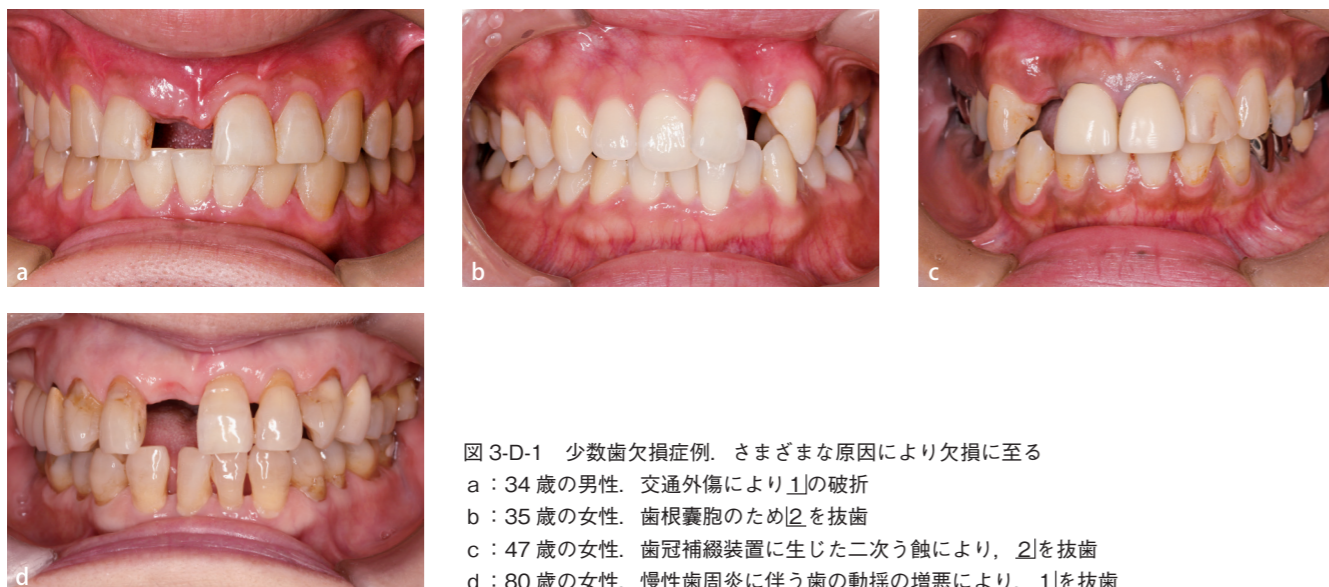 a
b
c
d
図 3-D-1 少数歯欠損症例．さまざまな原因により欠損に至る
a：34 歳の男性．交通外傷により1|の破折
b：35 歳の女性．歯根囊胞のため|2 を抜歯
c：47 歳の女性．歯冠補綴装置に生じた二次う蝕により，2|を抜歯
d：80 歳の女性．慢性歯周炎に伴う歯の動揺の増悪により，1|を抜歯